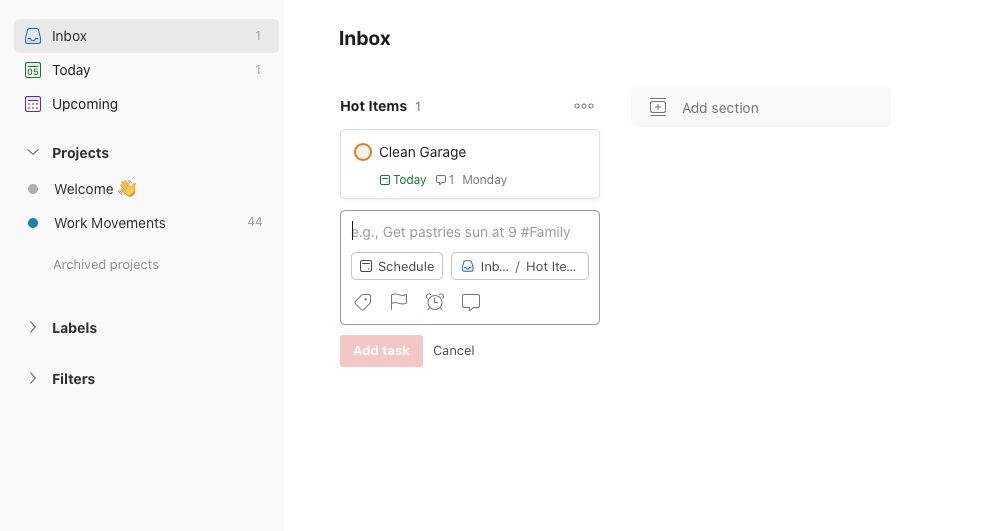 Inbox 1
05 Today 1
Upcoming
Projects
Welcome 👋
Work Movements 44
Archived projects
Labels
Filters
Inbox
Hot Items 1
Clean Garage
Today 1 Monday
e.g., Get pastries sun at 9 #Family
Schedule Inb... / Hot Ite...
Add task Cancel
Add section